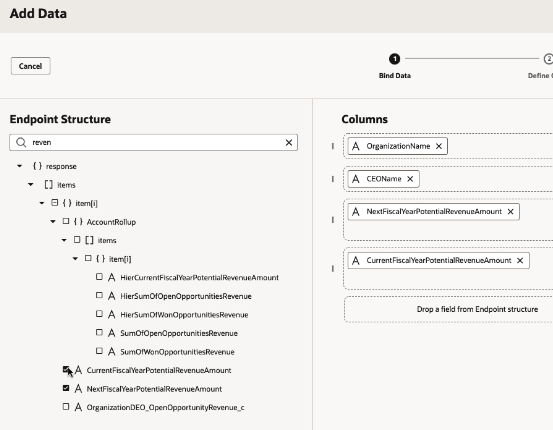 Add Data
Cancel
1
2
Bind Data
Define
Endpoint Structure
reven
response
items
item[i]
AccountRollup
items
item[i]
A HierCurrentFiscalYearPotentialRevenueAmount
A HierSumOfOpenOpportunitiesRevenue
A HierSumOfWonOpportunitiesRevenue
A SumOfOpenOpportunitiesRevenue
A SumOfWonOpportunitiesRevenue
A CurrentFiscalYearPotentialRevenueAmount
A NextFiscalYearPotentialRevenueAmount
A OrganizationDEO_OpenOpportunityRevenue_c
Columns
A OrganizationName
A CEOName
A NextFiscalYearPotentialRevenueAmount
A CurrentFiscalYearPotentialRevenueAmount
Drop a field from Endpoint structure